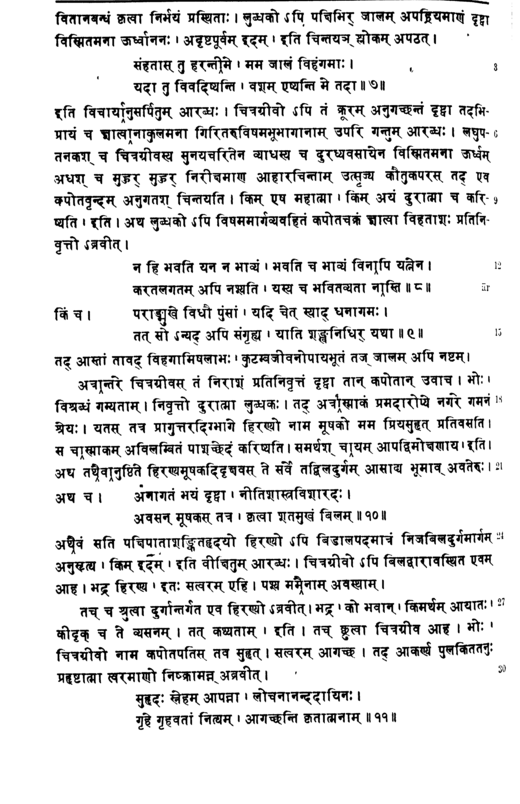 वितानबन्धं कृत्वा निर्भयं प्रस्थिताः। लुब्धको ऽपि पक्षिभिर् जालम् अपह्रियमाणं दृष्ट्वा
विस्मितमना ऊर्ध्वाननः। अदृष्टपूर्वम् इदम्। इति चिन्तयञ् श्लोकम् अपठत्।
संहतास् तु हरन्तीमे। मम जालं विहंगमाः। 3
यदा तु विवदिष्यन्ति। वशम् एष्यन्ति मे तदा॥७॥
इति विचार्यानुसर्पितुम् आरब्धः। चित्रग्रीवो ऽपि तं क्रूरम् अनुगच्छन्तं दृष्ट्वा तदभि-
प्रायं च ज्ञात्वानाकुलमना गिरितरुविषमभूभागानाम् उपरि गन्तुम् आरब्धः। लघुप- 6
तनकश् च चित्रग्रीवस्य सुनयचरितेन व्याधस्य च दुरध्यवसायेन विस्मितमना ऊर्ध्वम्
अधश् च मुहुर् मुहुर् निरीक्षमाण आहारचिन्ताम् उत्सृज्य कौतुकपरस् तद् एव
कपोतवृन्दम् अनुगतश् चिन्तयति। किम् एष महात्मा। किम् अयं दुरात्मा च करि- 9
ष्यति। इति। अथ लुब्धको ऽपि विषममार्गव्यवहितं कपोतचक्रं ज्ञात्वा विहताशः प्रतिनि-
वृत्तो ऽब्रवीत्।
न हि भवति यन् न भाव्यं। भवति च भाव्यं विनापि यत्नेन। 12
करतलगतम् अपि नश्यति। यस्य च भवितव्यता नास्ति॥८॥ ār
किं च। पराङ्मुखे विधौ पुंसां। यदि चेत् स्याद् धनागमः।
तत् सो ऽन्यद् अपि संगृह्य। याति शङ्खनिधिर् यथा॥९॥ 15
तद् आस्तां तावद् विहगामिषलाभः। कुटुम्बजीवनोपायभूतं तज् जालम् अपि नष्टम्।
अत्रान्तरे चित्रग्रीवस् तं निराशं प्रतिनिवृत्तं दृष्ट्वा तान् कपोतान् उवाच। भोः।
विश्रब्धं गम्यताम्। निवृत्तो दुरात्मा लुब्धकः। तद् अत्रास्माकं प्रमदारोप्ये नगरे गमनं 18
श्रेयः। यतस् तत्र प्रागुत्तरदिग्भागे हिरण्यो नाम मूषको मम प्रियसुहृत् प्रतिवसति।
स चास्माकम् अविलम्बितं पाशच्छेदं करिष्यति। समर्थश् चायम् आपद्विमोचणाय। इति।
अथ तथैवानुष्ठिते हिरण्यमूषकदिदृक्षवस् ते सर्वे तद्बिलदुर्गम् आसाद्य भूमाव् अवतेरुः। 21
अथ च। अनागतं भयं दृष्ट्वा। नीतिशास्त्रविशारदः।
अवसन् मूषकस् तत्र। कृत्वा शतमुखं बिलम्॥१०॥
अथैवं सति पक्षिपाताशङ्कितहृदयो हिरण्यो ऽपि बिडालपदमात्रं निजबिलदुर्गमार्गम् 24
अनुसृत्य। किम् इदम्। इति वीक्षितुम् आरब्धः। चित्रग्रीवो ऽपि बिलद्वारावस्थित एवम्
आह। भद्र हिरण्य। इतः सत्वरम् एहि। पश्य ममैनाम् अवस्थाम्।
तच् च श्रुत्वा दुर्गान्तर्गत एव हिरण्यो ऽब्रवीत्। भद्र। को भवान्। किमर्थम् आयातः। 27
कीदृक् च ते व्यसनम्। तत् कथ्यताम्। इति। तच् छ्रुत्वा चित्रग्रीव आह। भोः।
चित्रग्रीवो नाम कपोतपतिस् तव सुहृत्। सत्वरम् आगच्छ। तद् आकर्ण्य पुलकिततनुः
प्रहृष्टात्मा त्वरमाणो निष्क्रामन्न् अब्रवीत्। 30
सुहृदः स्नेहम् आपन्ना। लोचनानन्ददायिनः।
गृहे गृहवतां नित्यम्। आगच्छन्ति कृतात्मनाम्॥११॥